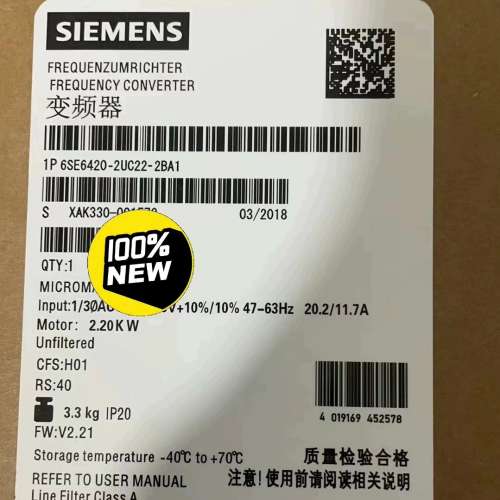 SIEMENS
FREQUENZUMRICHTER
FREQUENCY CONVERTER
变频器
1P 6SE6420-2UC22-2BA1
S XAK330- 03/2018
QTY:1
100%
NEW
Input:1/3 +10%/10% 47-63Hz 20.2/11.7A
Motor: 2.20KW
Unfiltered
CFS:H01
RS:40
3.3 kg IP20
4 019169 452578
FW:V2.21
Storage temperature -40℃ to +70℃
质量检验合格
REFER TO USER MANUAL
注意!使用前请阅读相关说明
Line Filter Class A